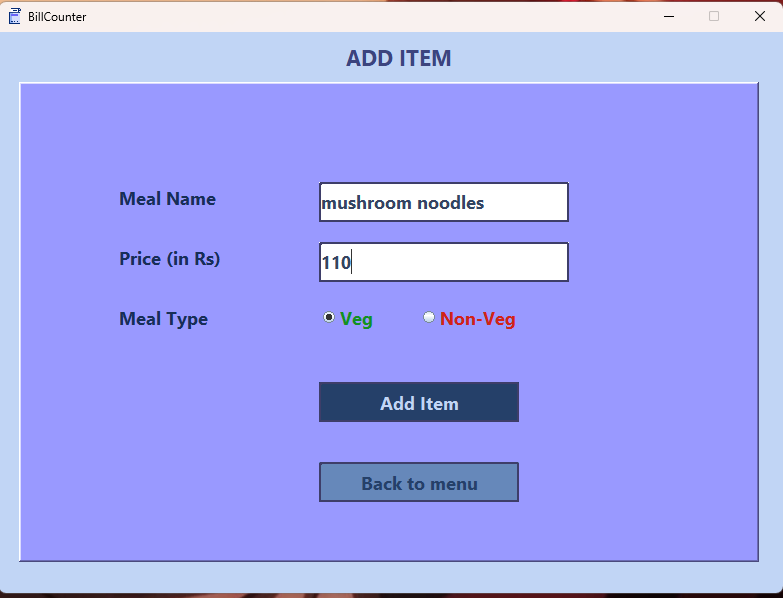 BillCounter
ADD ITEM
Meal Name mushroom noodles
Price (in Rs) 110
Meal Type Veg Non-Veg
Add Item
Back to menu